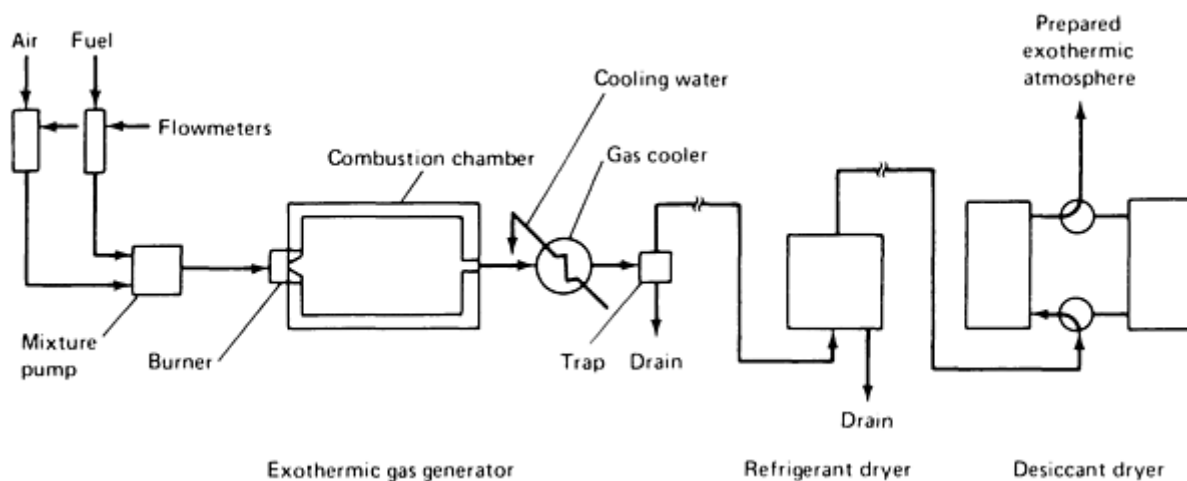 Air
Fuel
Prepared
exothermic
atmosphere
Cooling water
Flowmeters
Combustion chamber
Gas cooler
Mixture
pump
Burner
Trap
Drain
Drain
Exothermic gas generator
Refrigerant dryer
Desiccant dryer